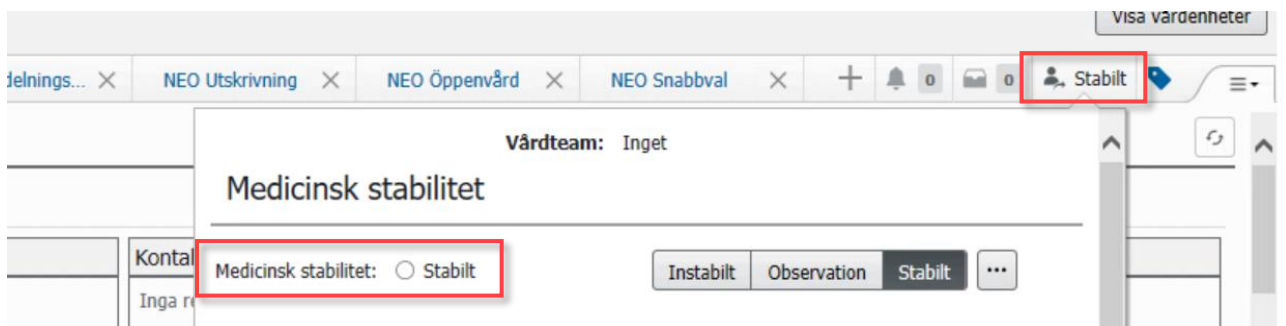 Visa vårdenheter
delnings... NEO Utskrivning NEO Öppenvård NEO Snabbval 0 0 Stabilt
Vårdteam: Inget
Medicinsk stabilitet
Kontal
Medicinsk stabilitet: Stabilt Instabilt Observation Stabilt ...
Inga re